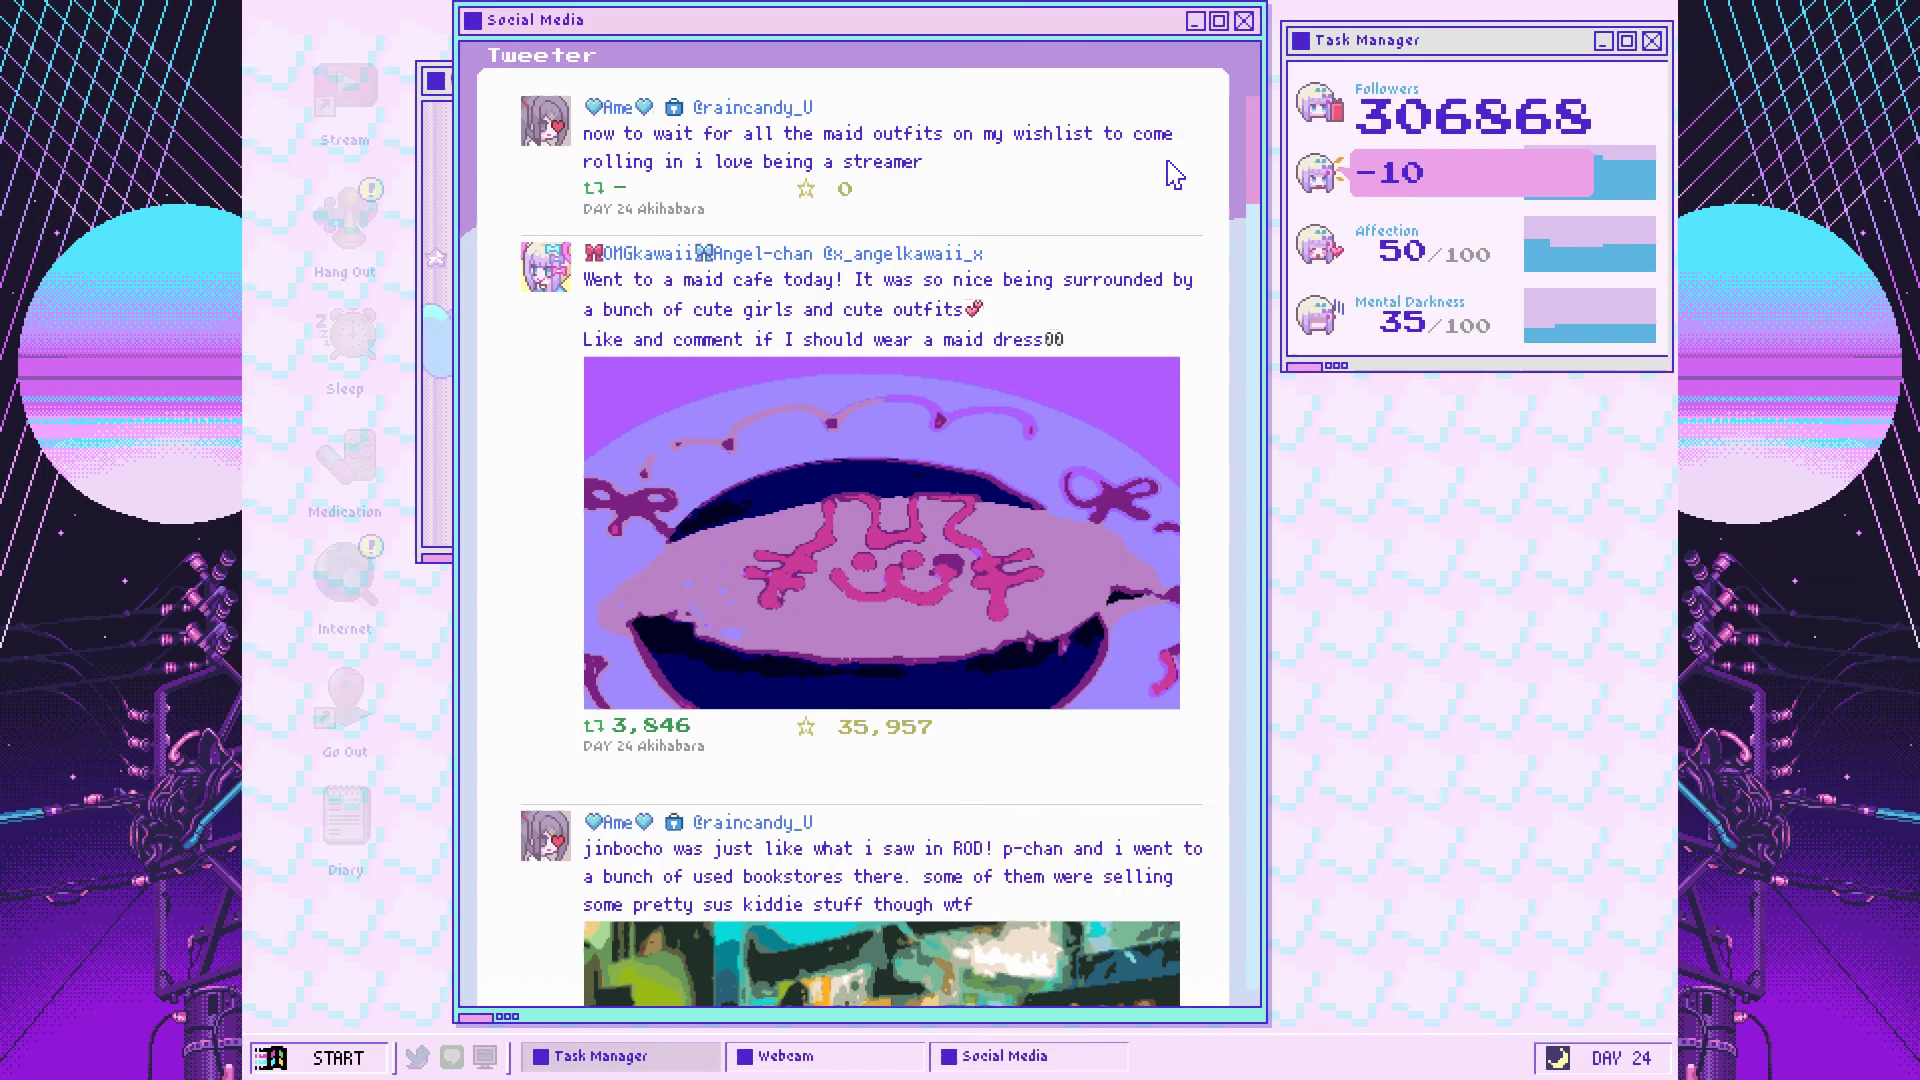 Social Media
Tweeter
Ame @raincandy_U
now to wait for all the maid outfits on my wishlist to come
rolling in i love being a streamer
– 0
DAY 24 Akihabara
OMGkawaii Angel-chan @x_angelkawaii_x
Went to a maid cafe today! It was so nice being surrounded by
a bunch of cute girls and cute outfits💕
Like and comment if I should wear a maid dress👀
3,846 35,957
DAY 24 Akihabara
Ame @raincandy_U
jinbocho was just like what i saw in ROD! p-chan and i went to
a bunch of used bookstores there. some of them were selling
some pretty sus kiddie stuff though wtf
Stream
Hang Out
Sleep
Medication
Internet
Go Out
Diary
Task Manager
Followers
306868
-10
Affection
50/100
Mental Darkness
35/100
START
Task Manager
Webcam
Social Media
DAY 24